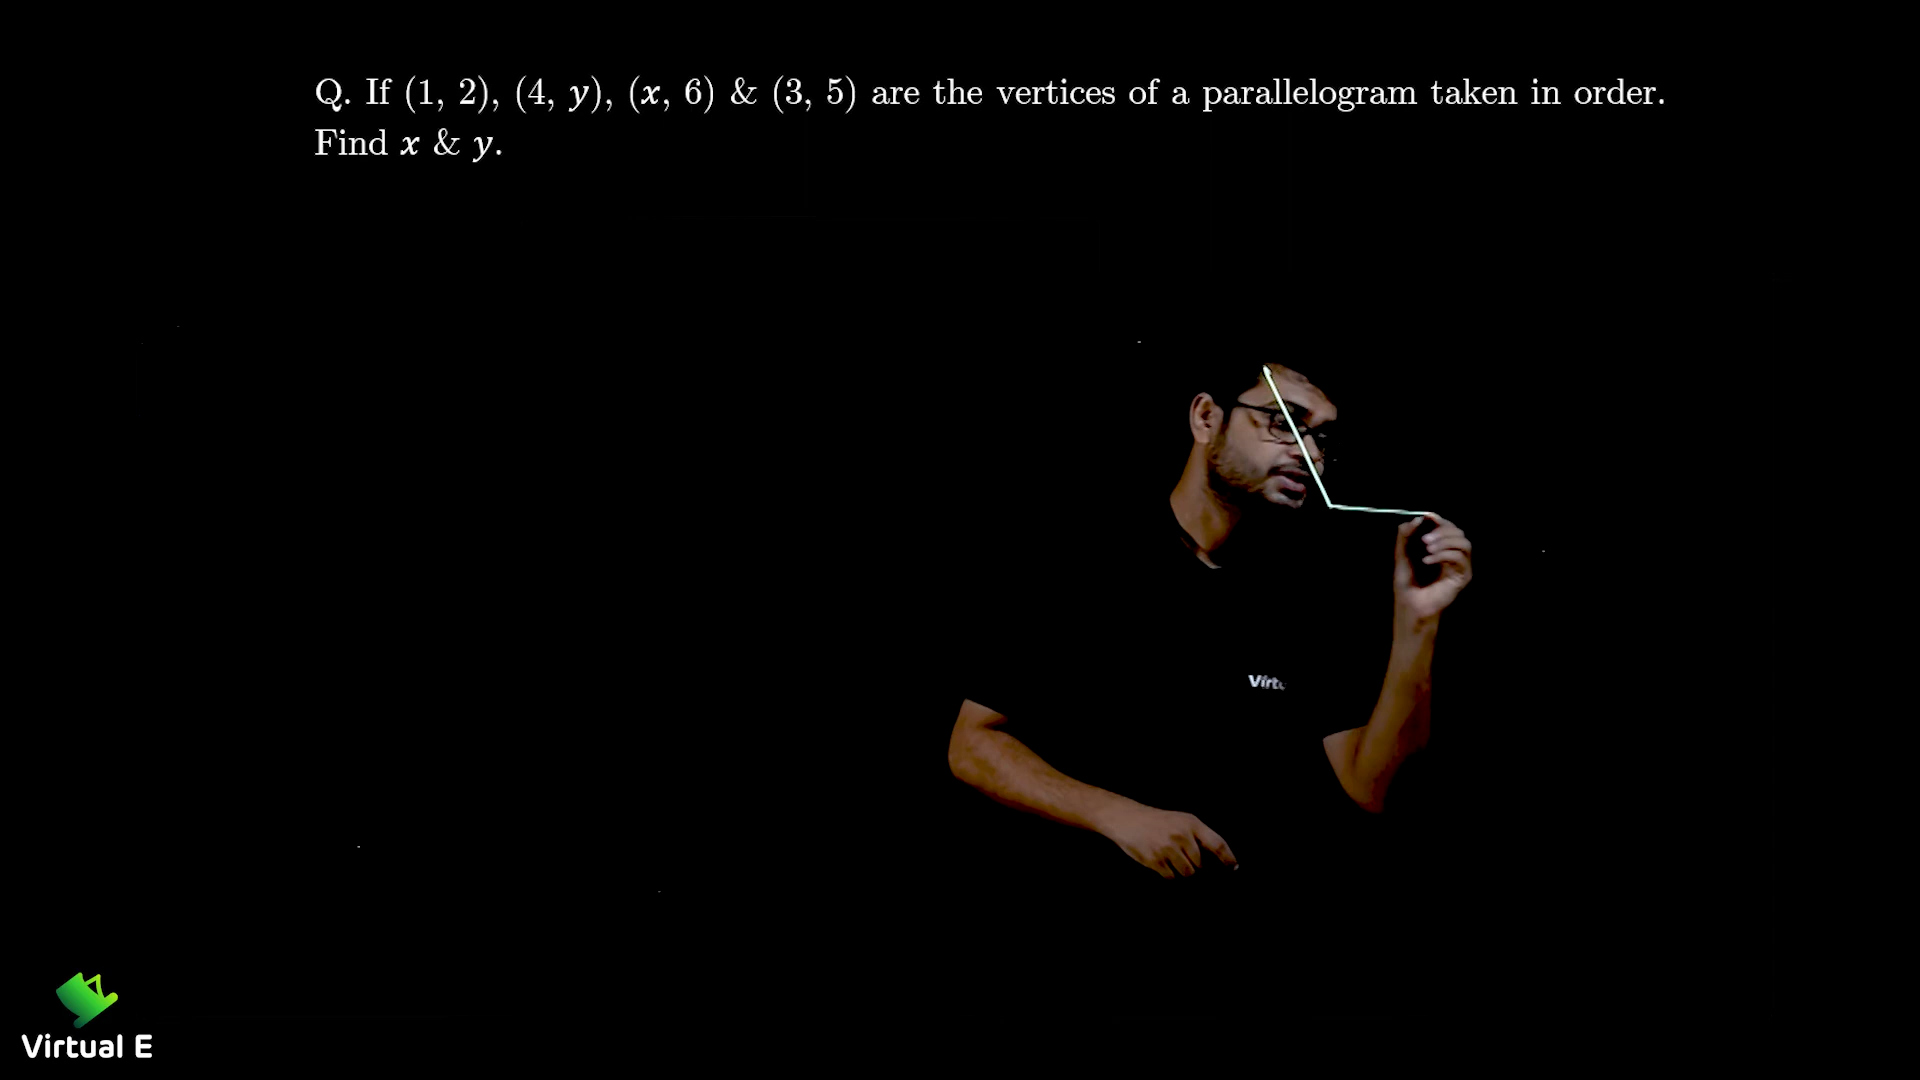 Q. If (1, 2), (4, y), (x, 6) & (3, 5) are the vertices of a parallelogram taken in order.
Find x & y.
Virtual E